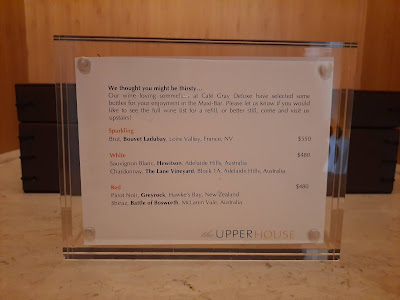 We thought you might be thirsty...
Our wine loving sommeliers at Café Gray Deluxe have selected some
bottles for your enjoyment in the Maxi-Bar. Please let us know if you would
like to see the full wine list for a refill, or better still, come and visit us
upstairs!
Sparkling
Brut, Bouvet Ladubay, Loire Valley, France, NV $550
White $480
Sauvignon Blanc, Hewitson, Adelaide Hills, Australia
Chardonnay, The Lane Vineyard, Block 1A, Adelaide Hills, Australia
Red $480
Pinot Noir, Greyrock, Hawke's Bay, New Zealand
Shiraz, Battle of Bosworth, McLaren Vale, Australia
the UPPER HOUSE